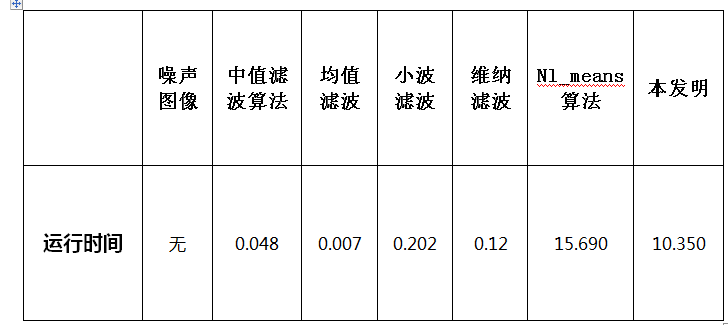 噪声
图像
中值滤
波算法
均值
滤波
小波
滤波
维纳
滤波
Nl_means
算法
本发明
运行时间
无
0.048
0.007
0.202
0.12
15.690
10.350